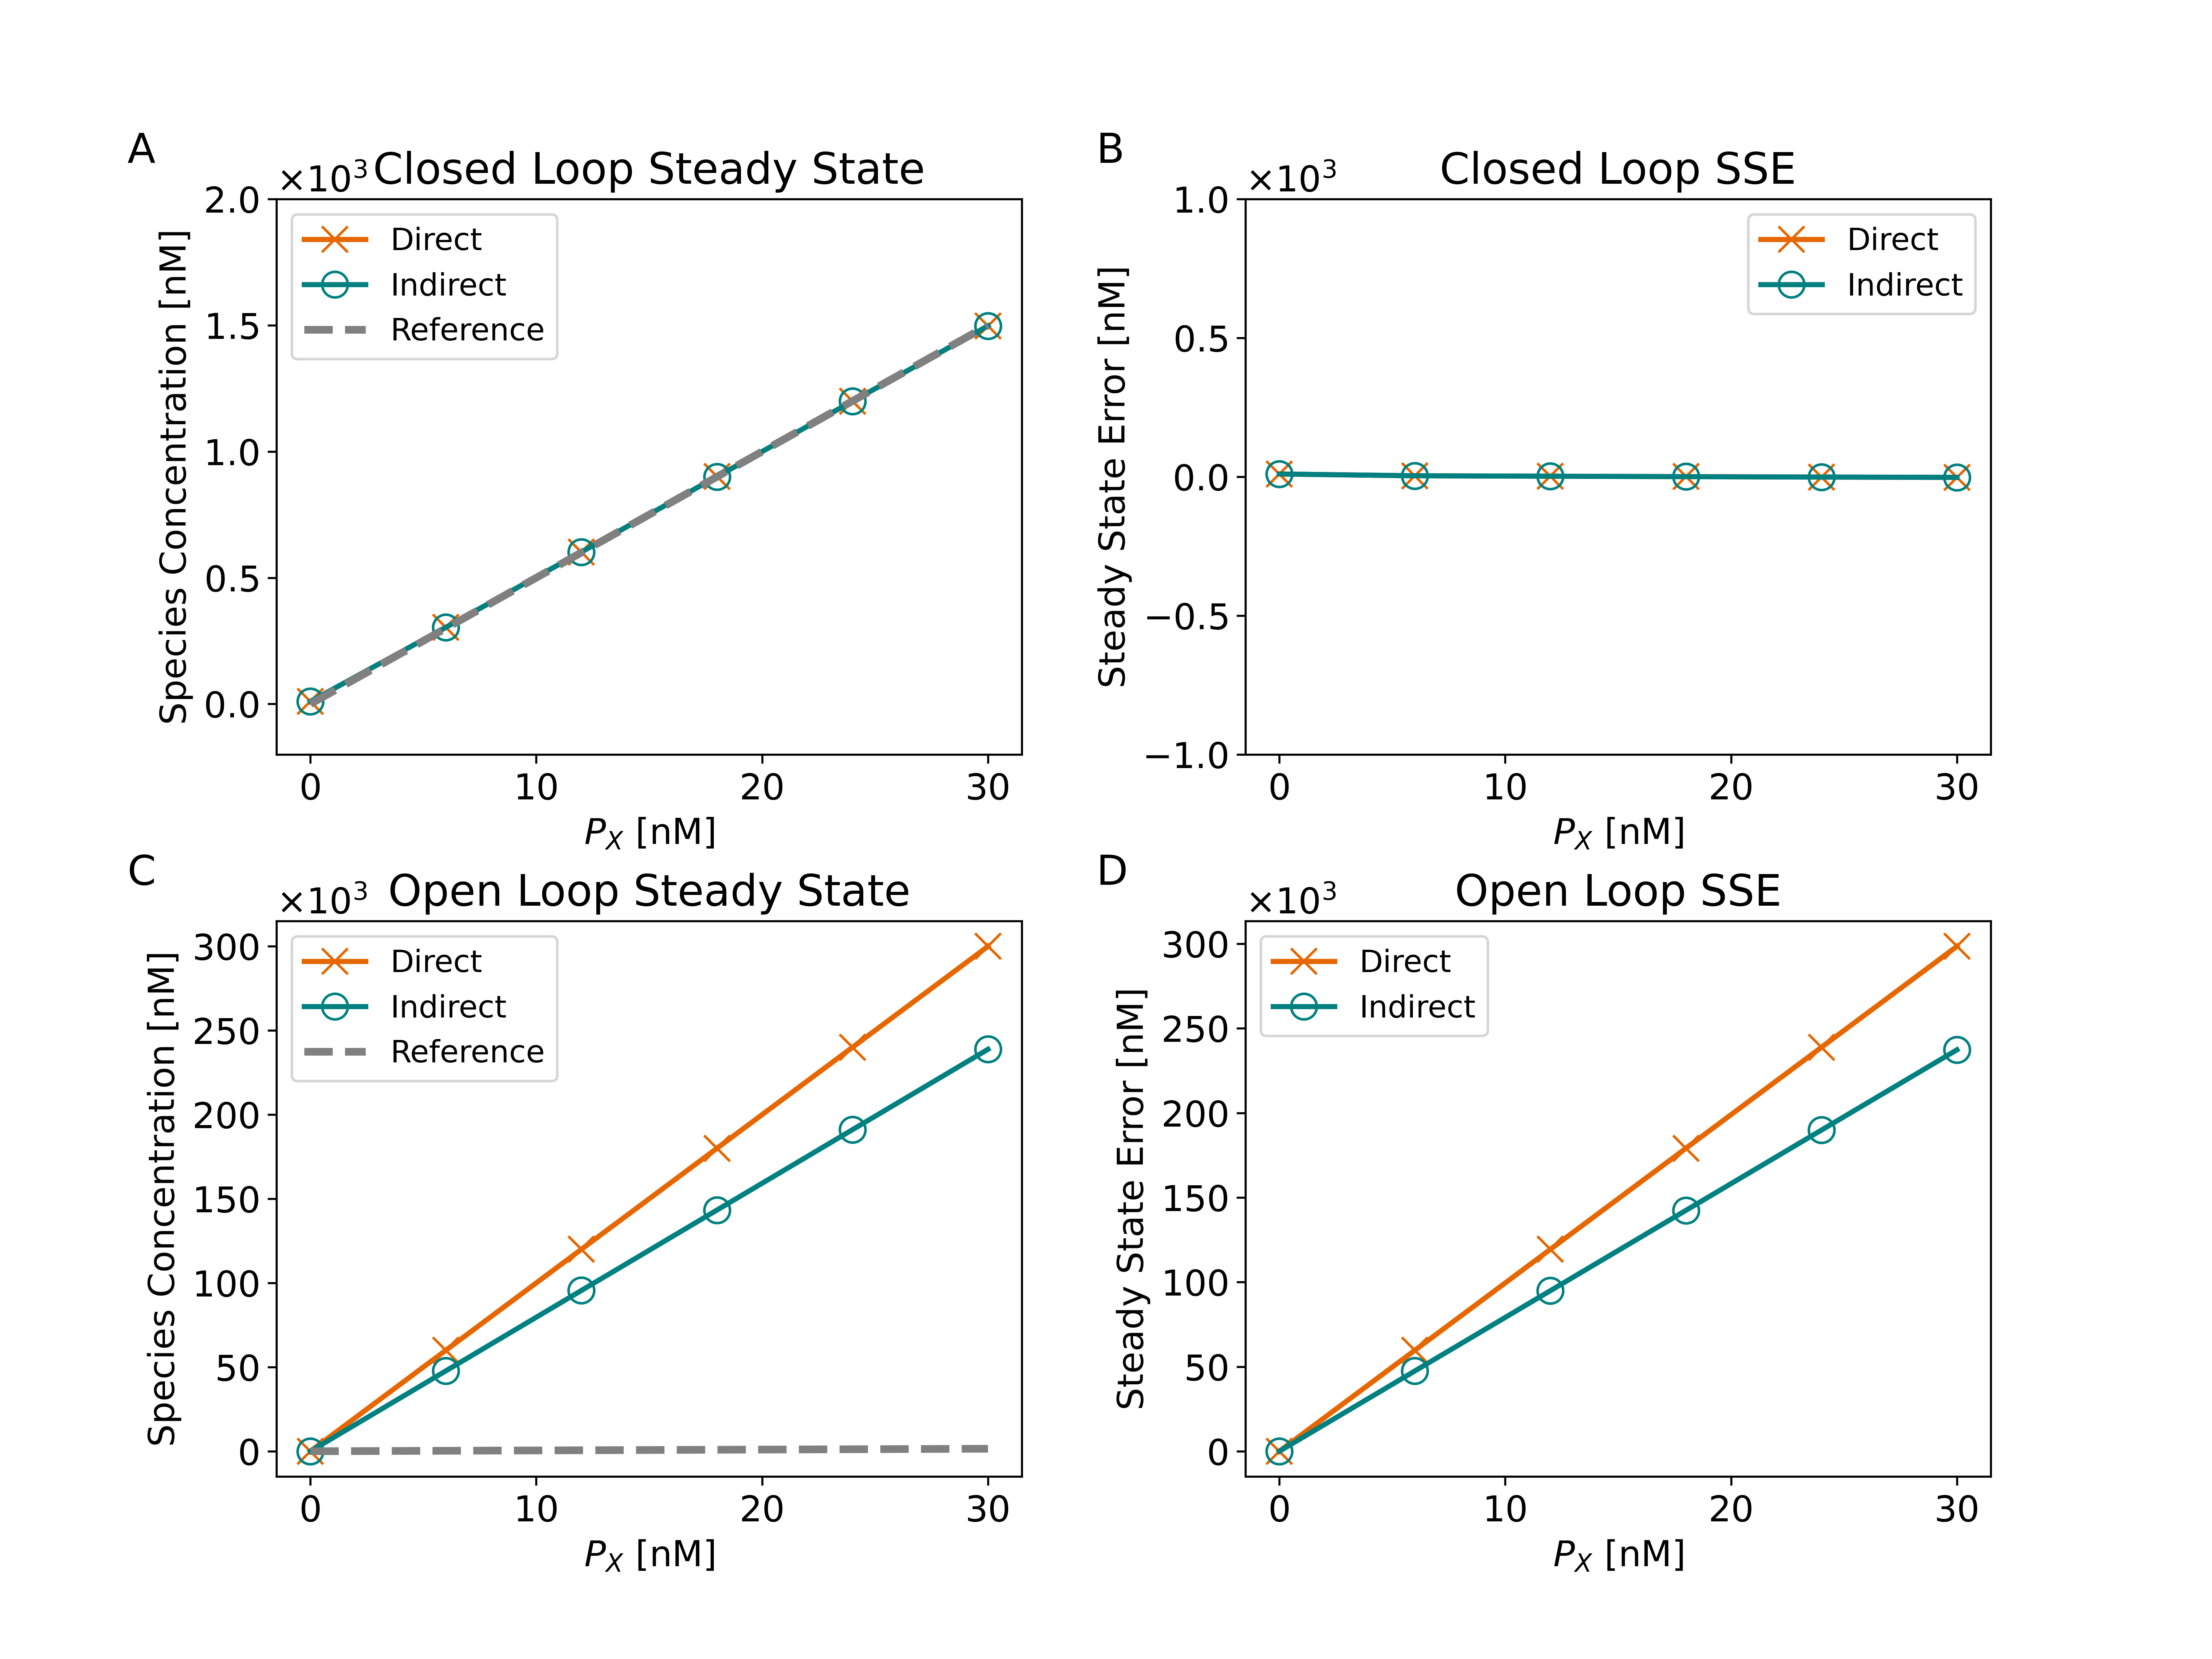 A
×10³ Closed Loop Steady State
2.0
1.5
1.0
0.5
0.0
Species Concentration [nM]
Direct
Indirect
Reference
0 10 20 30
P_X [nM]
B
×10³ Closed Loop SSE
1.0
0.5
0.0
−0.5
−1.0
Steady State Error [nM]
Direct
Indirect
0 10 20 30
P_X [nM]
C
×10³ Open Loop Steady State
300
250
200
150
100
50
0
Species Concentration [nM]
Direct
Indirect
Reference
0 10 20 30
P_X [nM]
D
×10³ Open Loop SSE
300
250
200
150
100
50
0
Steady State Error [nM]
Direct
Indirect
0 10 20 30
P_X [nM]